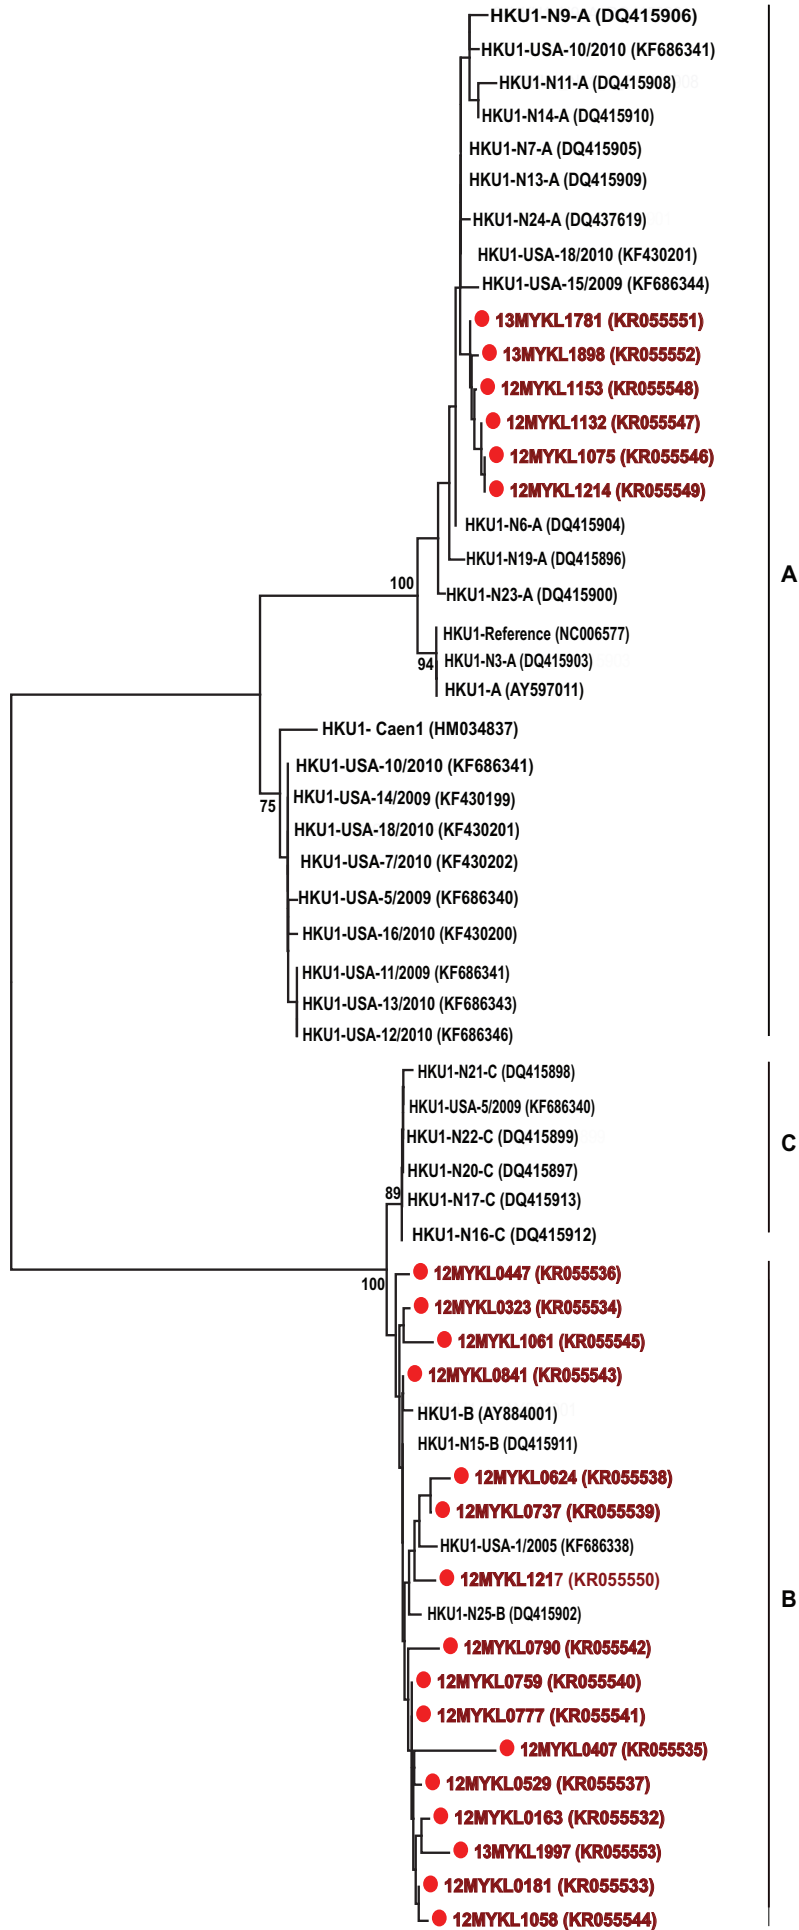 HKU1-N9-A (DQ415906)
HKU1-USA-10/2010 (KF686341)
HKU1-N11-A (DQ415908)
HKU1-N14-A (DQ415910)
HKU1-N7-A (DQ415905)
HKU1-N13-A (DQ415909)
HKU1-N24-A (DQ437619)
HKU1-USA-18/2010 (KF430201)
HKU1-USA-15/2009 (KF686344)
13MYKL1781 (KR055551)
13MYKL1898 (KR055552)
12MYKL1153 (KR055548)
12MYKL1132 (KR055547)
12MYKL1075 (KR055546)
12MYKL1214 (KR055549)
HKU1-N6-A (DQ415904)
HKU1-N19-A (DQ415896)
A
100
HKU1-N23-A (DQ415900)
HKU1-Reference (NC006577)
94
HKU1-N3-A (DQ415903)
HKU1-A (AY597011)
HKU1- Caen1 (HM034837)
HKU1-USA-10/2010 (KF686341)
75
HKU1-USA-14/2009 (KF430199)
HKU1-USA-18/2010 (KF430201)
HKU1-USA-7/2010 (KF430202)
HKU1-USA-5/2009 (KF686340)
HKU1-USA-16/2010 (KF430200)
HKU1-USA-11/2009 (KF686341)
HKU1-USA-13/2010 (KF686343)
HKU1-USA-12/2010 (KF686346)
HKU1-N21-C (DQ415898)
HKU1-USA-5/2009 (KF686340)
HKU1-N22-C (DQ415899)
C
HKU1-N20-C (DQ415897)
89
HKU1-N17-C (DQ415913)
HKU1-N16-C (DQ415912)
100
12MYKL0447 (KR055536)
12MYKL0323 (KR055534)
12MYKL1061 (KR055545)
12MYKL0841 (KR055543)
HKU1-B (AY884001)
HKU1-N15-B (DQ415911)
12MYKL0624 (KR055538)
12MYKL0737 (KR055539)
HKU1-USA-1/2005 (KF686338)
12MYKL1217 (KR055550)
B
HKU1-N25-B (DQ415902)
12MYKL0790 (KR055542)
12MYKL0759 (KR055540)
12MYKL0777 (KR055541)
12MYKL0407 (KR055535)
12MYKL0529 (KR055537)
12MYKL0163 (KR055532)
13MYKL1997 (KR055553)
12MYKL0181 (KR055533)
12MYKL1058 (KR055544)